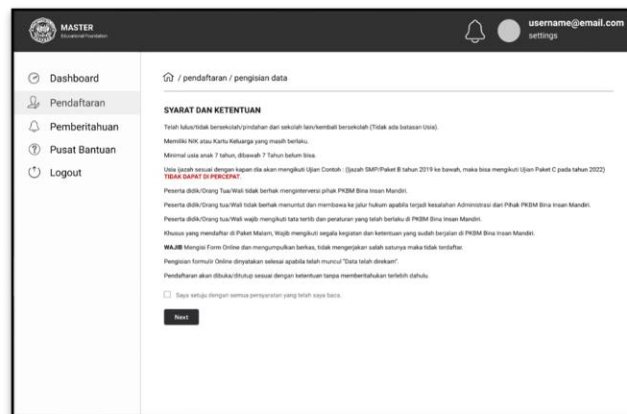 MASTER
Educational Foundation
username@email.com
settings
Dashboard
Pendaftaran
Pemberitahuan
Pusat Bantuan
Logout
/ pendaftaran / pengisian data
SYARAT DAN KETENTUAN
Telah lulus/tidak bersekolah/pindahan dari sekolah lain/kembali bersekolah (Tidak ada batasan Usia).
Memiliki NIK atau Kartu Keluarga yang masih berlaku.
Minimal usia anak 7 tahun, dibawah 7 Tahun belum bisa.
Usia ijazah sesuai dengan kapan dia akan mengikuti Ujian Contoh : (Ijazah SMP/Paket B tahun 2019 ke bawah, maka bisa mengikuti Ujian Paket C pada tahun 2022)
TIDAK DAPAT DI PERCEPAT.
Peserta didik/Orang Tua/Wali tidak berhak mengintervensi pihak PKBM Bina Insan Mandiri.
Peserta didik/Orang tua/Wali tidak berhak menuntut dan membawa ke jalur hukum apabila terjadi kesalahan Administrasi dari Pihak PKBM Bina Insan Mandiri.
Peserta didik/Orang tua/Wali wajib mengikuti tata tertib dan peraturan yang telah berlaku di PKBM Bina Insan Mandiri.
Khusus yang mendaftar di Paket Malam, Wajib mengikuti segala kegiatan dan ketentuan yang sudah berjalan di PKBM Bina Insan Mandiri.
WAJIB Mengisi Form Online dan mengumpulkan berkas, tidak mengerjakan salah satunya maka tidak terdaftar.
Pengisian formulir Online dinyatakan selesai apabila telah muncul "Data telah direkam".
Pendaftaran akan dibuka/ditutup sesuai dengan ketentuan tanpa memberitahukan terlebih dahulu.
Saya setuju dengan semua persyaratan yang telah saya baca.
Next